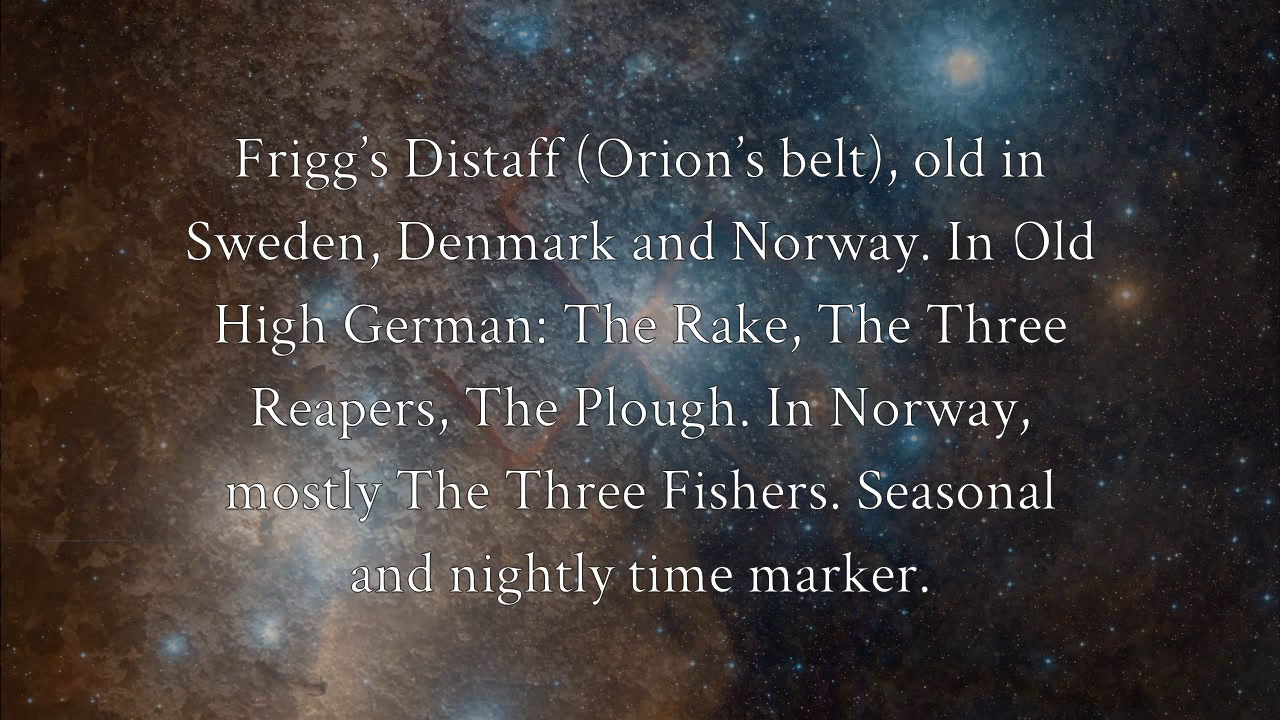 Frigg’s Distaff (Orion’s belt), old in
Sweden, Denmark and Norway. In Old
High German: The Rake, The Three
Reapers, The Plough. In Norway,
mostly The Three Fishers. Seasonal
and nightly time marker.